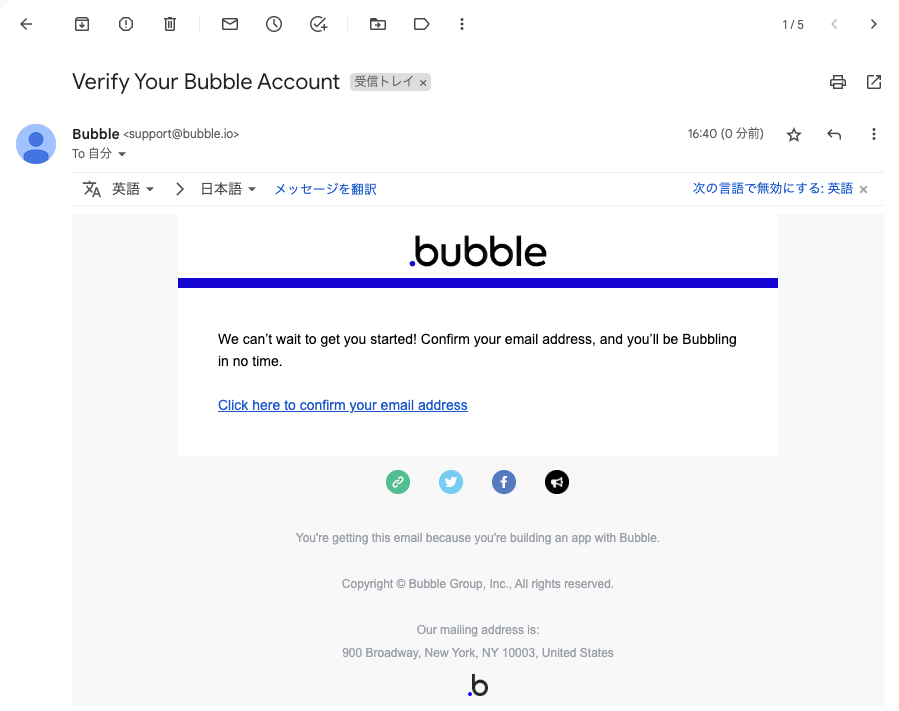 1 / 5
Verify Your Bubble Account 受信トレイ ×
Bubble <support@bubble.io> 16:40 (0 分前)
To 自分
英語 日本語 メッセージを翻訳 次の言語で無効にする: 英語 ×
.bubble
We can’t wait to get you started! Confirm your email address, and you’ll be Bubbling
in no time.
Click here to confirm your email address
You're getting this email because you're building an app with Bubble.
Copyright © Bubble Group, Inc., All rights reserved.
Our mailing address is:
900 Broadway, New York, NY 10003, United States
.b